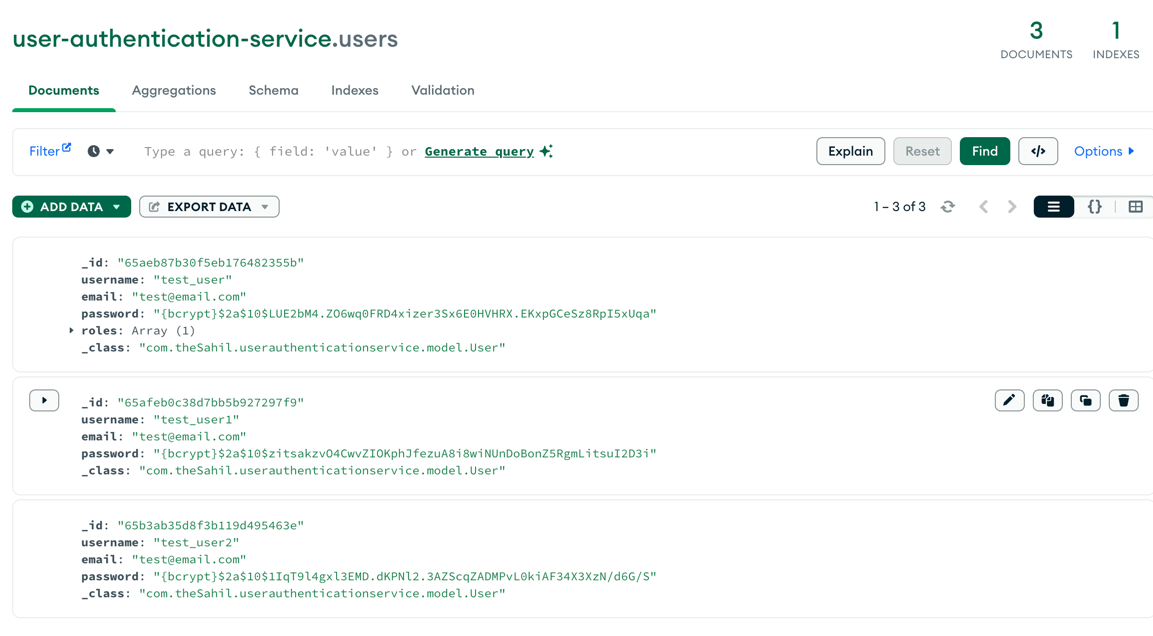 user-authentication-service.users
3 1
DOCUMENTS INDEXES
Documents Aggregations Schema Indexes Validation
Filter Type a query: { field: 'value' } or Generate query Explain Reset Find </> Options
ADD DATA EXPORT DATA 1 – 3 of 3 {}
_id: "65aeb87b30f5eb176482355b"
username: "test_user"
email: "test@email.com"
password: "{bcrypt}$2a$10$LUE2bM4.ZO6wq0FRD4xizer3Sx6E0HVHRX.EKxpGCeSz8RpI5xUqa"
roles: Array (1)
_class: "com.theSahil.userauthenticationservice.model.User"
_id: "65afeb0c38d7bb5b927297f9"
username: "test_user1"
email: "test@email.com"
password: "{bcrypt}$2a$10$zitsakzvO4CwvZIOKphJfezuA8i8wiNUnDoBonZ5RgmLitsuI2D3i"
_class: "com.theSahil.userauthenticationservice.model.User"
_id: "65b3ab35d8f3b119d495463e"
username: "test_user2"
email: "test@email.com"
password: "{bcrypt}$2a$10$1IqT9l4gxl3EMD.dKPNl2.3AZScqZADMPvL0kiAF34X3XzN/d6G/S"
_class: "com.theSahil.userauthenticationservice.model.User"